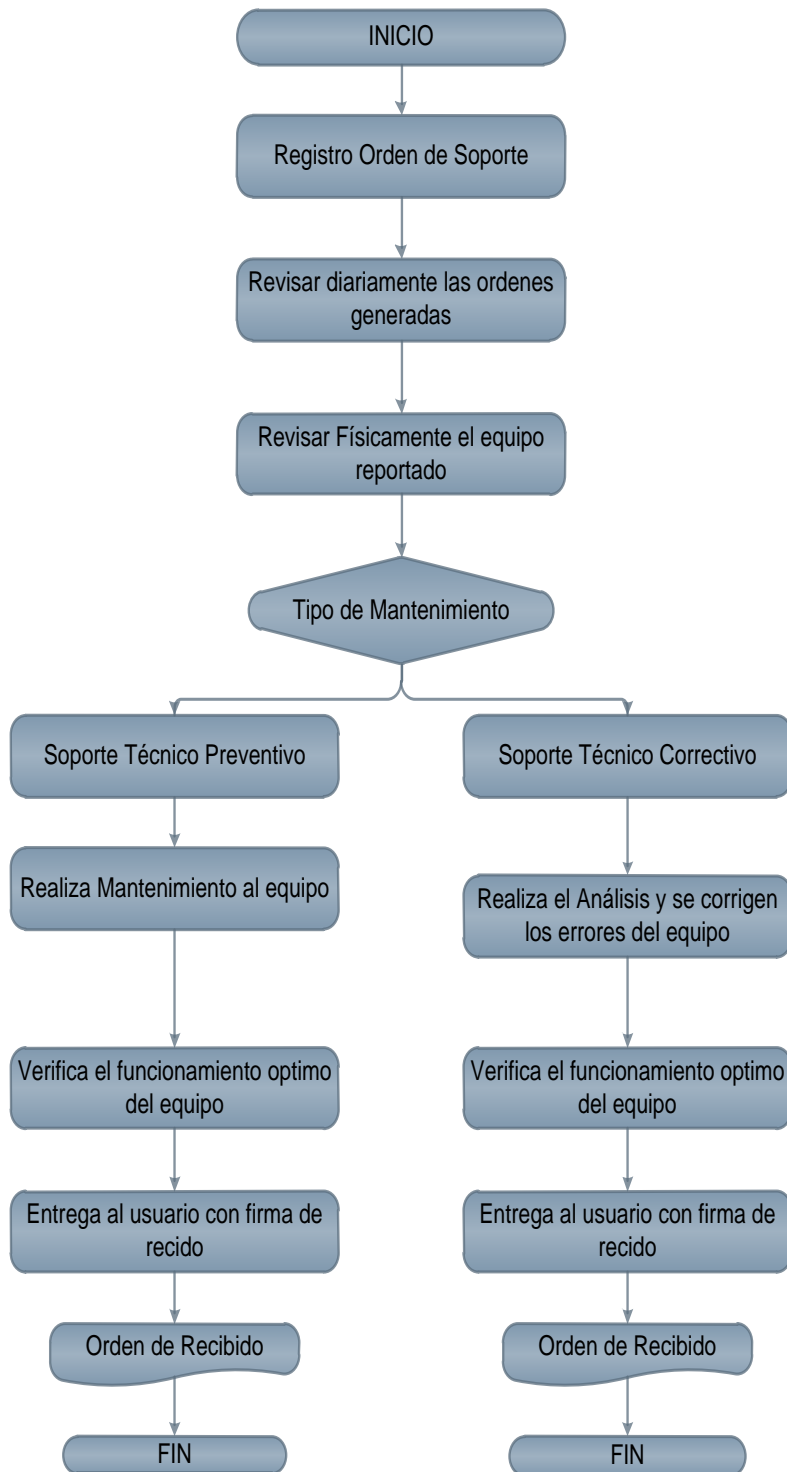 INICIO
Registro Orden de Soporte
Revisar diariamente las ordenes
generadas
Revisar Físicamente el equipo
reportado
Tipo de Mantenimiento
Soporte Técnico Preventivo
Realiza Mantenimiento al equipo
Verifica el funcionamiento optimo
del equipo
Entrega al usuario con firma de
recido
Orden de Recibido
FIN
Soporte Técnico Correctivo
Realiza el Análisis y se corrigen
los errores del equipo
Verifica el funcionamiento optimo
del equipo
Entrega al usuario con firma de
recido
Orden de Recibido
FIN